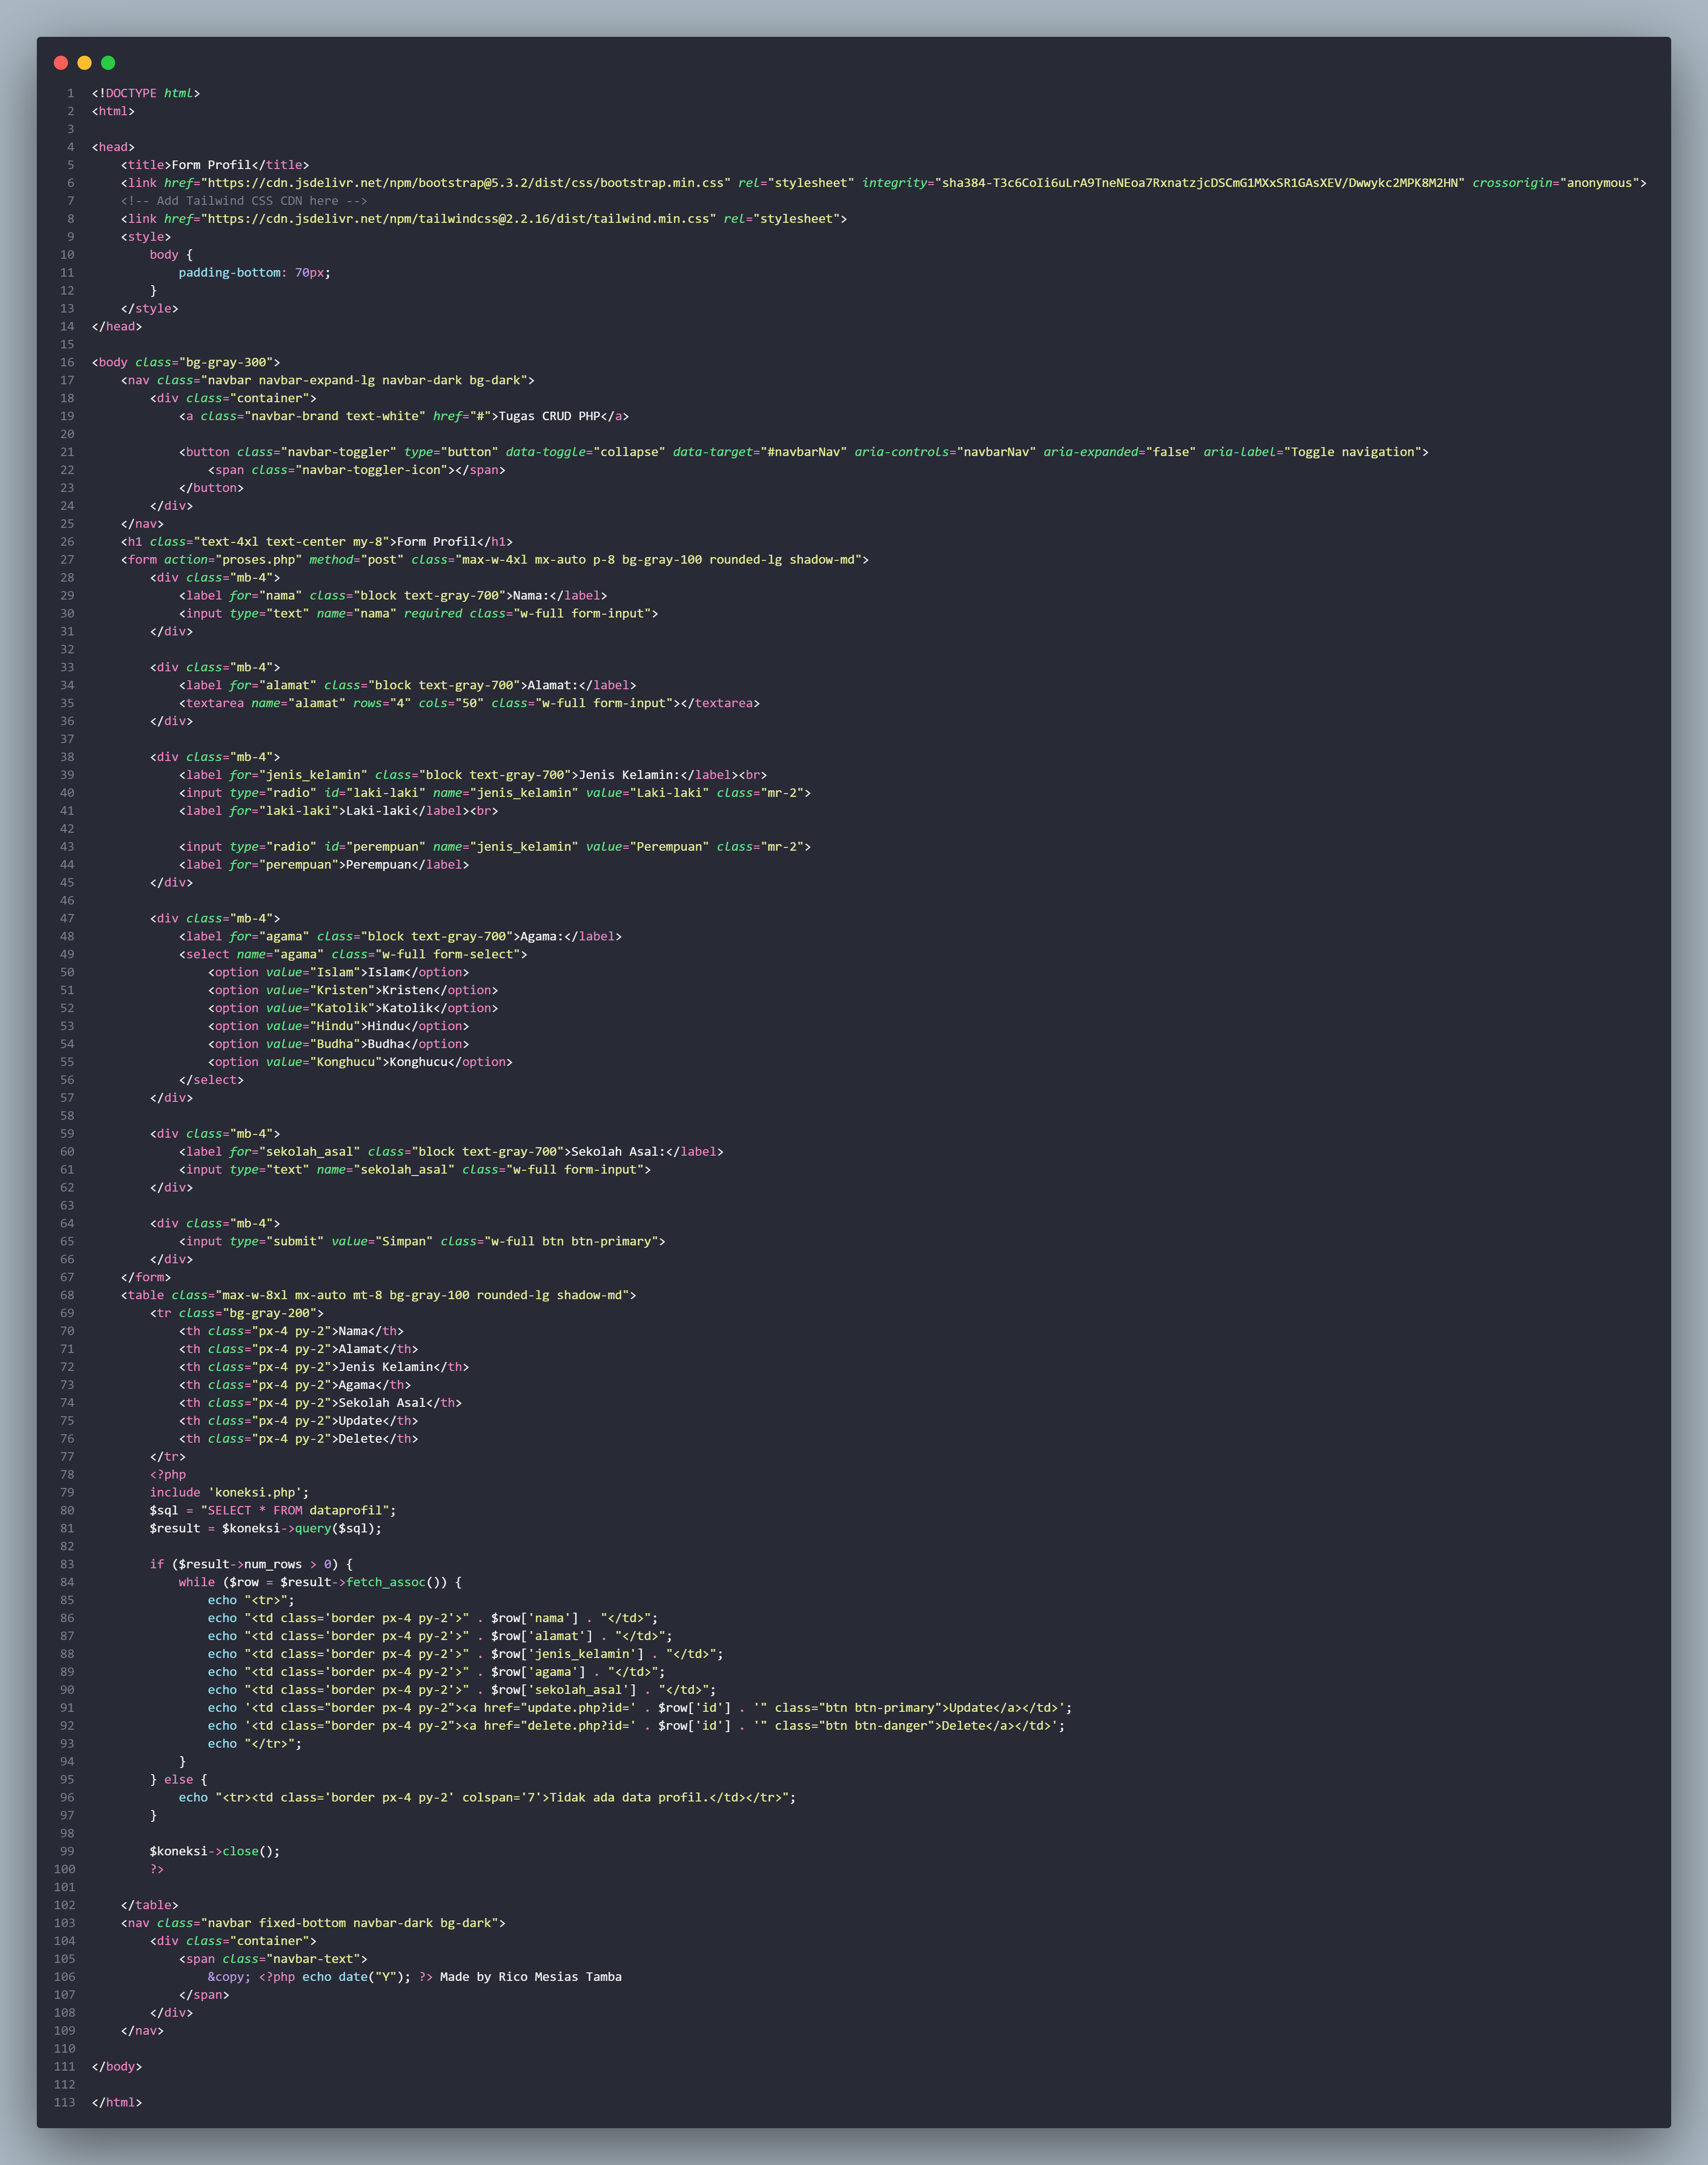 1 <!DOCTYPE html>
2 <html>
3
4 <head>
5     <title>Form Profil</title>
6     <link href="https://cdn.jsdelivr.net/npm/bootstrap@5.3.2/dist/css/bootstrap.min.css" rel="stylesheet" integrity="sha384-T3c6CoIi6uLrA9TneNEoa7RxnatzjcDSCmG1MXxSR1GAsXEV/Dwwykc2MPK8M2HN" crossorigin="anonymous">
7     <!-- Add Tailwind CSS CDN here -->
8     <link href="https://cdn.jsdelivr.net/npm/tailwindcss@2.2.16/dist/tailwind.min.css" rel="stylesheet">
9     <style>
10         body {
11             padding-bottom: 70px;
12         }
13     </style>
14 </head>
15
16 <body class="bg-gray-300">
17     <nav class="navbar navbar-expand-lg navbar-dark bg-dark">
18         <div class="container">
19             <a class="navbar-brand text-white" href="#">Tugas CRUD PHP</a>
20
21             <button class="navbar-toggler" type="button" data-toggle="collapse" data-target="#navbarNav" aria-controls="navbarNav" aria-expanded="false" aria-label="Toggle navigation">
22                 <span class="navbar-toggler-icon"></span>
23             </button>
24         </div>
25     </nav>
26     <h1 class="text-4xl text-center my-8">Form Profil</h1>
27     <form action="proses.php" method="post" class="max-w-4xl mx-auto p-8 bg-gray-100 rounded-lg shadow-md">
28         <div class="mb-4">
29             <label for="nama" class="block text-gray-700">Nama:</label>
30             <input type="text" name="nama" required class="w-full form-input">
31         </div>
32
33         <div class="mb-4">
34             <label for="alamat" class="block text-gray-700">Alamat:</label>
35             <textarea name="alamat" rows="4" cols="50" class="w-full form-input"></textarea>
36         </div>
37
38         <div class="mb-4">
39             <label for="jenis_kelamin" class="block text-gray-700">Jenis Kelamin:</label><br>
40             <input type="radio" id="laki-laki" name="jenis_kelamin" value="Laki-laki" class="mr-2">
41             <label for="laki-laki">Laki-laki</label><br>
42
43             <input type="radio" id="perempuan" name="jenis_kelamin" value="Perempuan" class="mr-2">
44             <label for="perempuan">Perempuan</label>
45         </div>
46
47         <div class="mb-4">
48             <label for="agama" class="block text-gray-700">Agama:</label>
49             <select name="agama" class="w-full form-select">
50                 <option value="Islam">Islam</option>
51                 <option value="Kristen">Kristen</option>
52                 <option value="Katolik">Katolik</option>
53                 <option value="Hindu">Hindu</option>
54                 <option value="Budha">Budha</option>
55                 <option value="Konghucu">Konghucu</option>
56             </select>
57         </div>
58
59         <div class="mb-4">
60             <label for="sekolah_asal" class="block text-gray-700">Sekolah Asal:</label>
61             <input type="text" name="sekolah_asal" class="w-full form-input">
62         </div>
63
64         <div class="mb-4">
65             <input type="submit" value="Simpan" class="w-full btn btn-primary">
66         </div>
67     </form>
68     <table class="max-w-8xl mx-auto mt-8 bg-gray-100 rounded-lg shadow-md">
69         <tr class="bg-gray-200">
70             <th class="px-4 py-2">Nama</th>
71             <th class="px-4 py-2">Alamat</th>
72             <th class="px-4 py-2">Jenis Kelamin</th>
73             <th class="px-4 py-2">Agama</th>
74             <th class="px-4 py-2">Sekolah Asal</th>
75             <th class="px-4 py-2">Update</th>
76             <th class="px-4 py-2">Delete</th>
77         </tr>
78         <?php
79         include 'koneksi.php';
80         $sql = "SELECT * FROM dataprofil";
81         $result = $koneksi->query($sql);
82
83         if ($result->num_rows > 0) {
84             while ($row = $result->fetch_assoc()) {
85                 echo "<tr>";
86                 echo "<td class='border px-4 py-2'>" . $row['nama'] . "</td>";
87                 echo "<td class='border px-4 py-2'>" . $row['alamat'] . "</td>";
88                 echo "<td class='border px-4 py-2'>" . $row['jenis_kelamin'] . "</td>";
89                 echo "<td class='border px-4 py-2'>" . $row['agama'] . "</td>";
90                 echo "<td class='border px-4 py-2'>" . $row['sekolah_asal'] . "</td>";
91                 echo '<td class="border px-4 py-2"><a href="update.php?id=' . $row['id'] . '" class="btn btn-primary">Update</a></td>';
92                 echo '<td class="border px-4 py-2"><a href="delete.php?id=' . $row['id'] . '" class="btn btn-danger">Delete</a></td>';
93                 echo "</tr>";
94             }
95         } else {
96             echo "<tr><td class='border px-4 py-2' colspan='7'>Tidak ada data profil.</td></tr>";
97         }
98
99         $koneksi->close();
100         ?>
101
102     </table>
103     <nav class="navbar fixed-bottom navbar-dark bg-dark">
104         <div class="container">
105             <span class="navbar-text">
106                 &copy; <?php echo date("Y"); ?> Made by Rico Mesias Tamba
107             </span>
108         </div>
109     </nav>
110
111 </body>
112
113 </html>